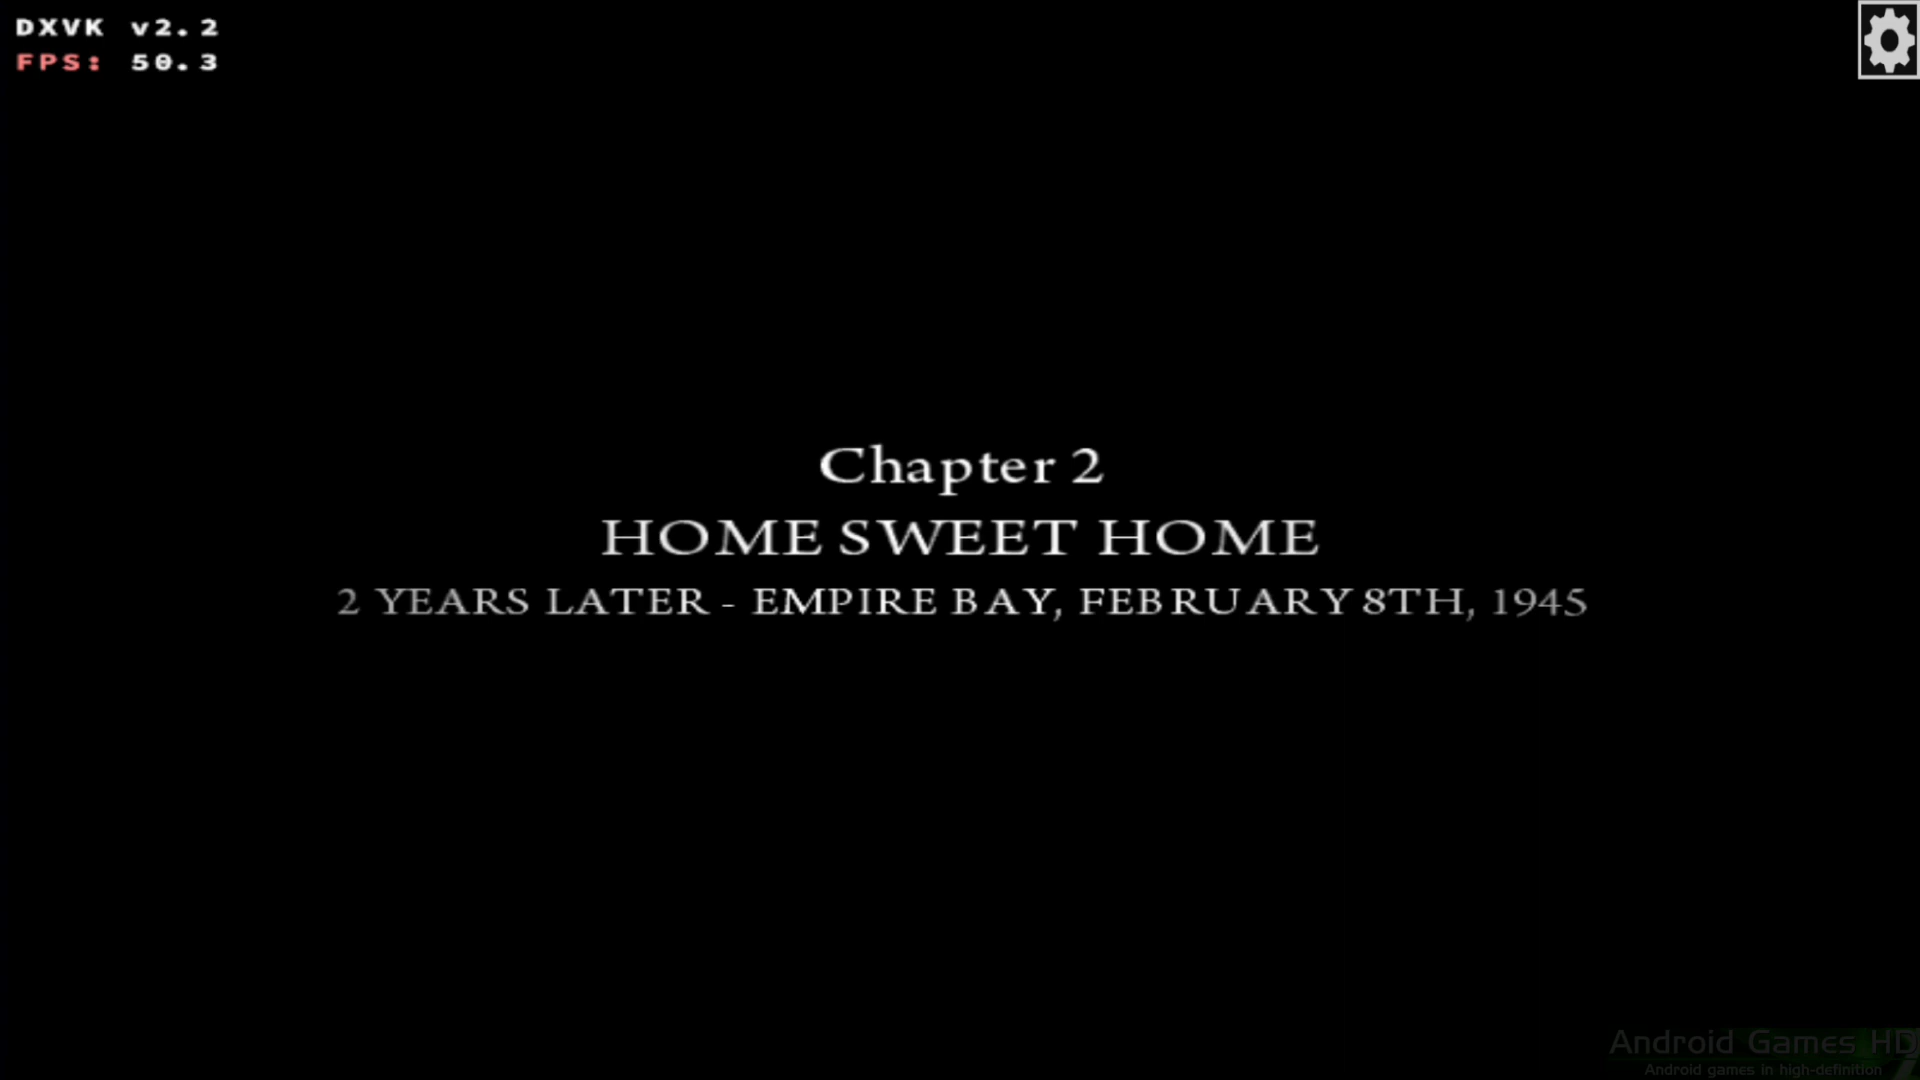 DXVK v2.2
FPS: 50.3
Chapter 2
HOME SWEET HOME
2 YEARS LATER - EMPIRE BAY, FEBRUARY 8TH, 1945
Android Games HD
Android games in high-definition